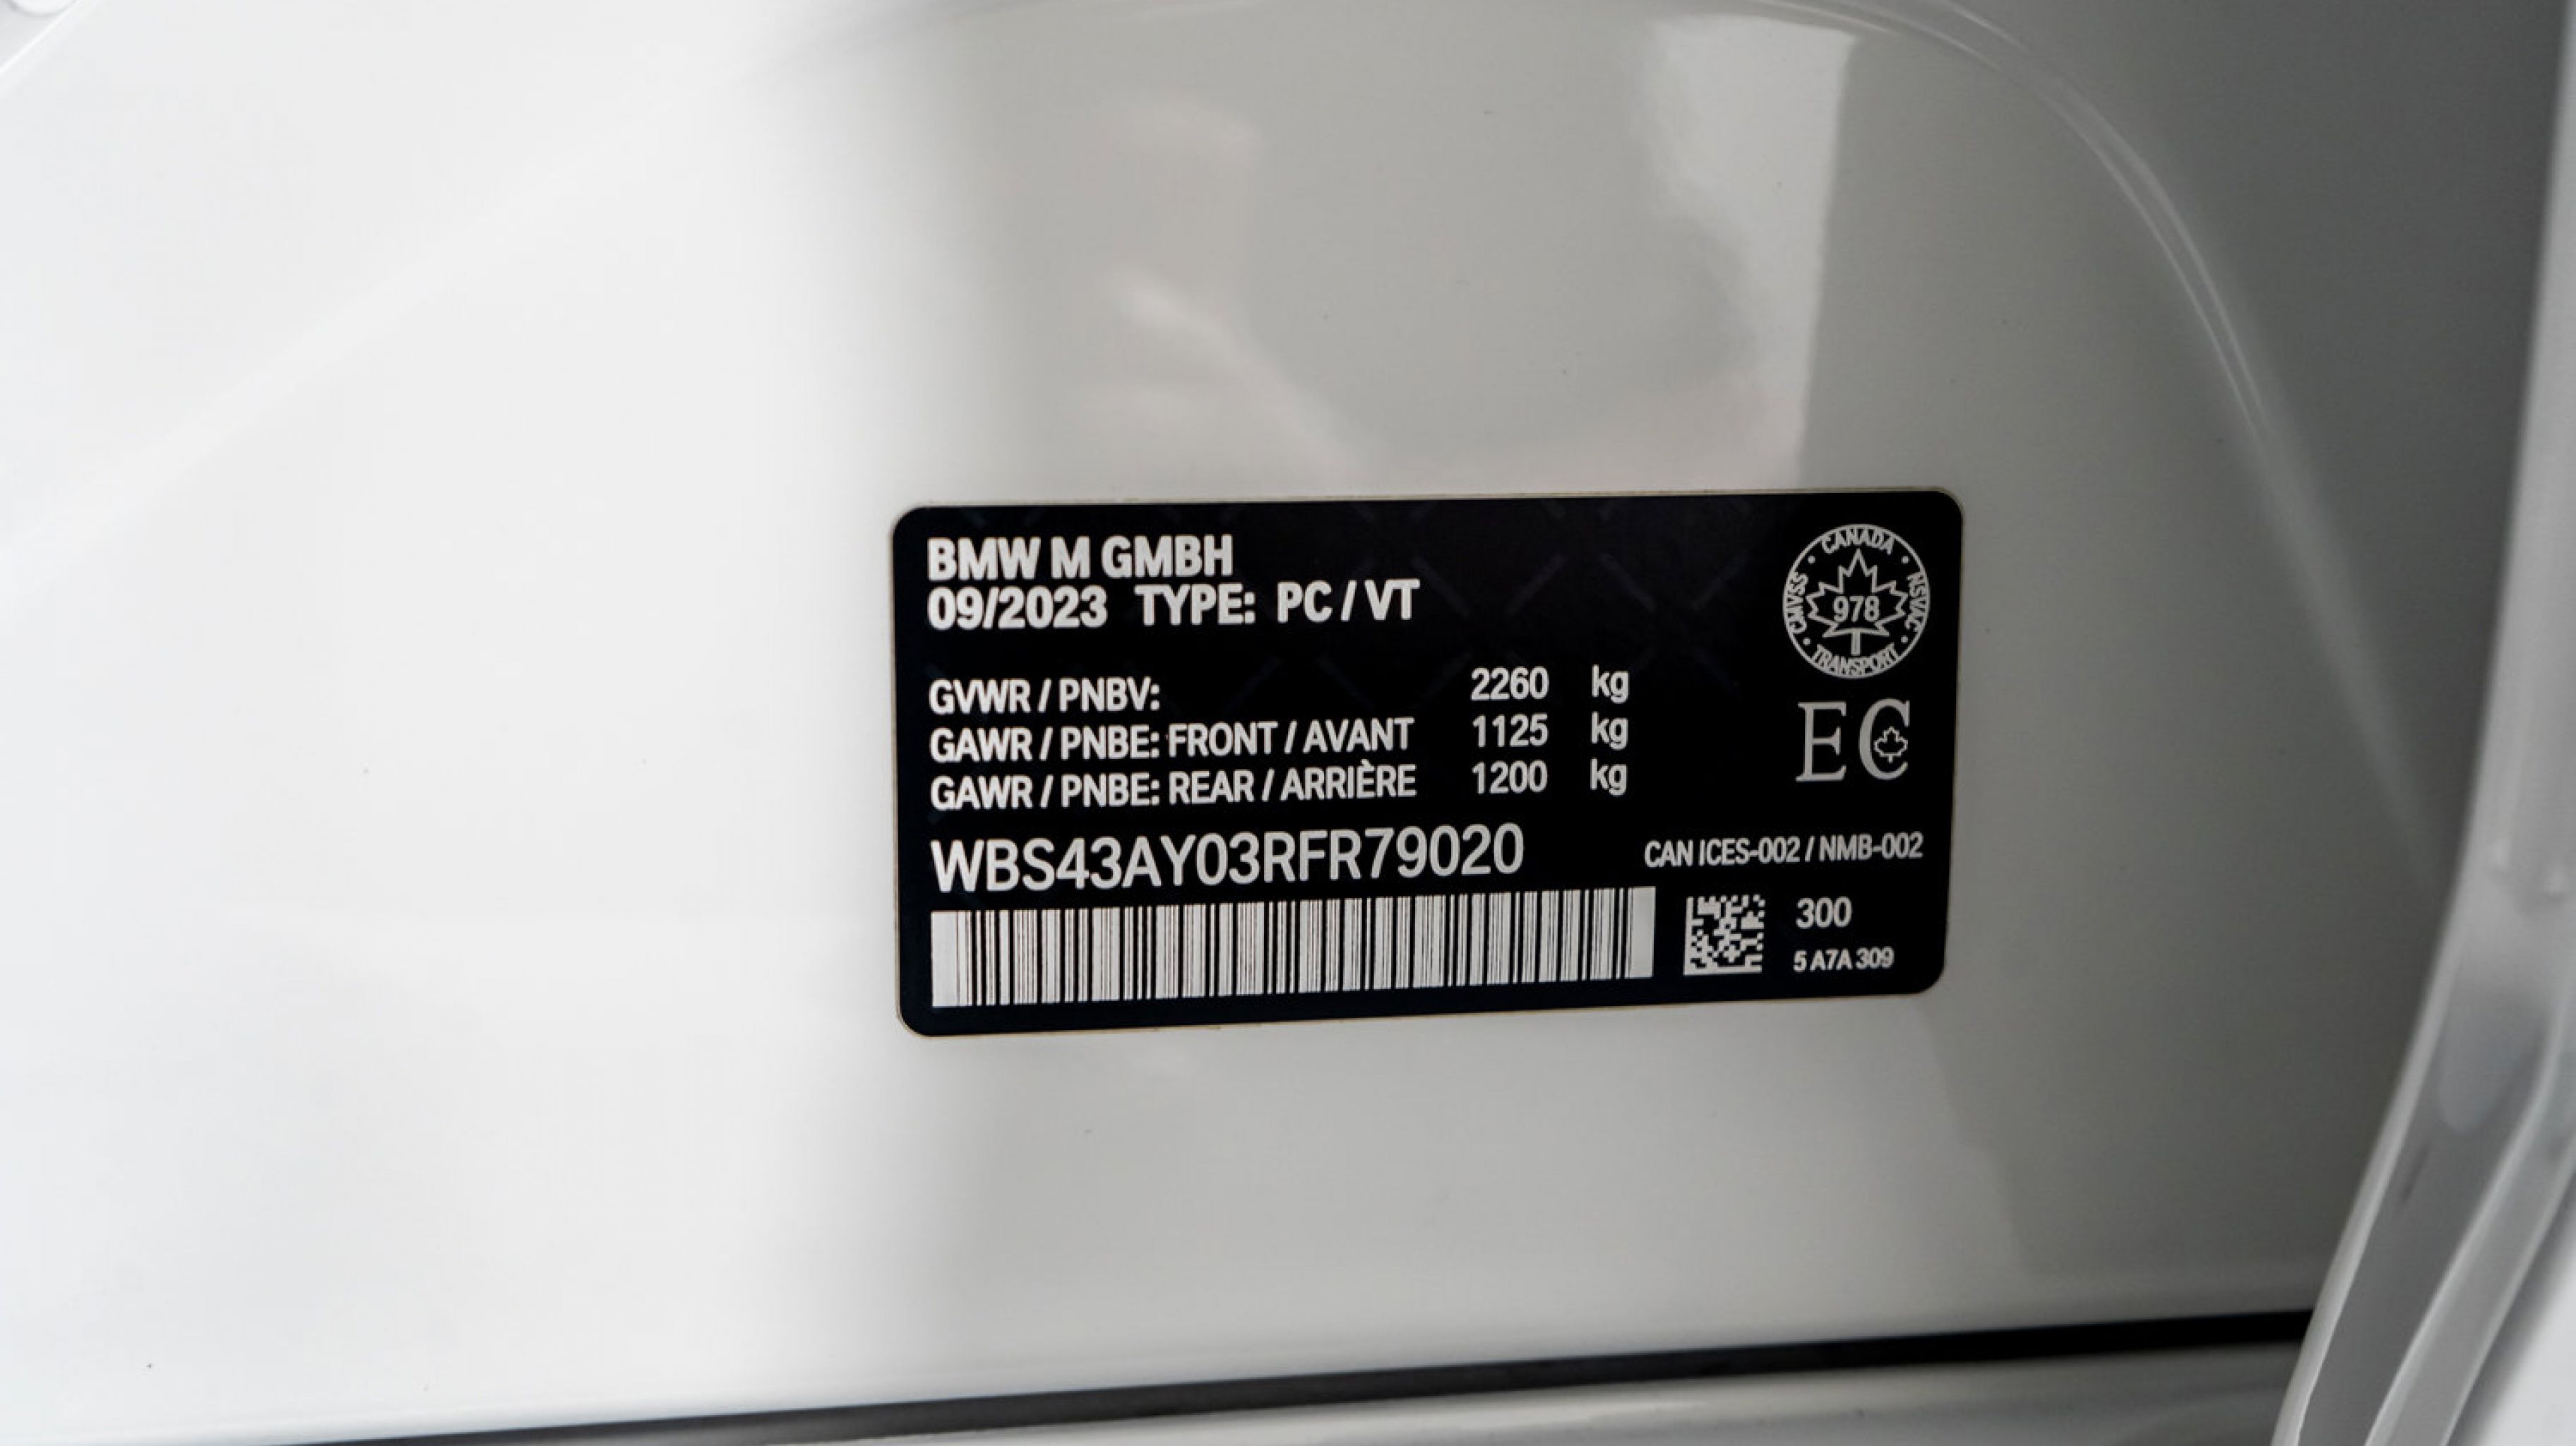 BMW M GMBH
09/2023 TYPE: PC / VT
GVWR / PNBV: 2260 kg
GAWR / PNBE: FRONT / AVANT 1125 kg
GAWR / PNBE: REAR / ARRIÈRE 1200 kg
WBS43AY03RFR79020
CANADA
NSVAC
TRANSPORT
CMVSS
978
EC
CAN ICES-002 / NMB-002
300
5 A7A 309